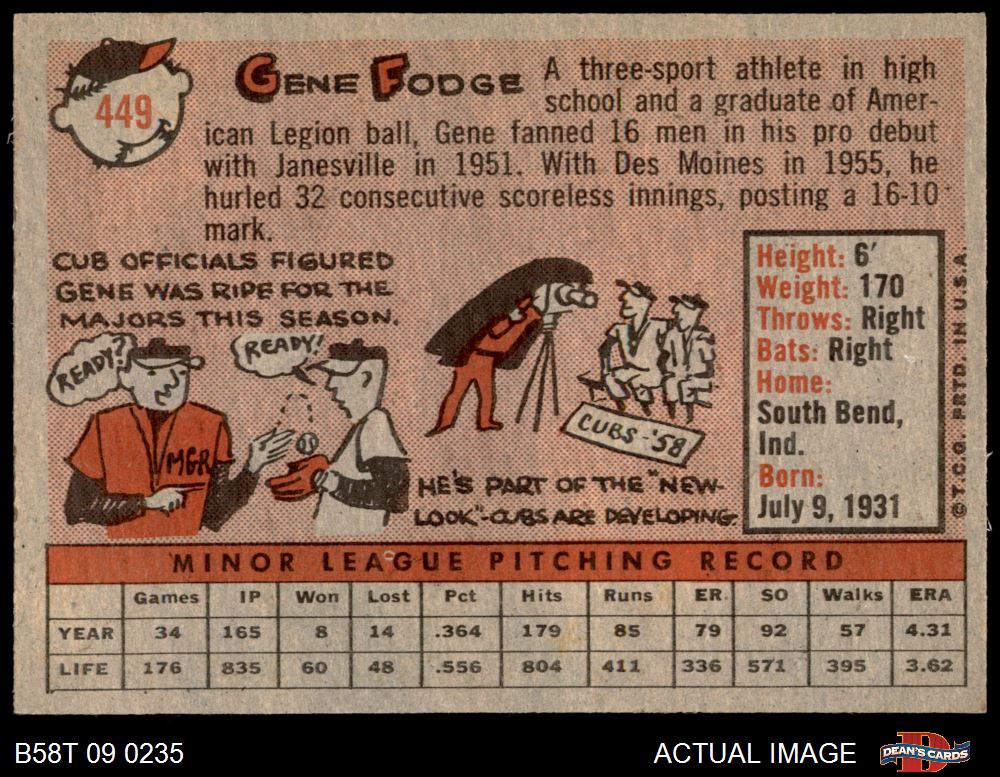 449
GENE FODGE
A three-sport athlete in high
school and a graduate of Amer-
ican Legion ball, Gene fanned 16 men in his pro debut
with Janesville in 1951. With Des Moines in 1955, he
hurled 32 consecutive scoreless innings, posting a 16-10
mark.
CUB OFFICIALS FIGURED
GENE WAS RIPE FOR THE
MAJORS THIS SEASON.
READY?
READY!
MGR
CUBS-'58
HE'S PART OF THE "NEW-
LOOK"-CUBS ARE DEVELOPING.
Height: 6'
Weight: 170
Throws: Right
Bats: Right
Home:
South Bend,
Ind.
Born:
July 9, 1931
©T.C.G. PRTD. IN U.S.A.
MINOR LEAGUE PITCHING RECORD
Games IP Won Lost Pct Hits Runs ER SO Walks ERA
YEAR 34 165 8 14 .364 179 85 79 92 57 4.31
LIFE 176 835 60 48 .556 804 411 336 571 395 3.62
B58T 09 0235
ACTUAL IMAGE
DEAN'S CARDS